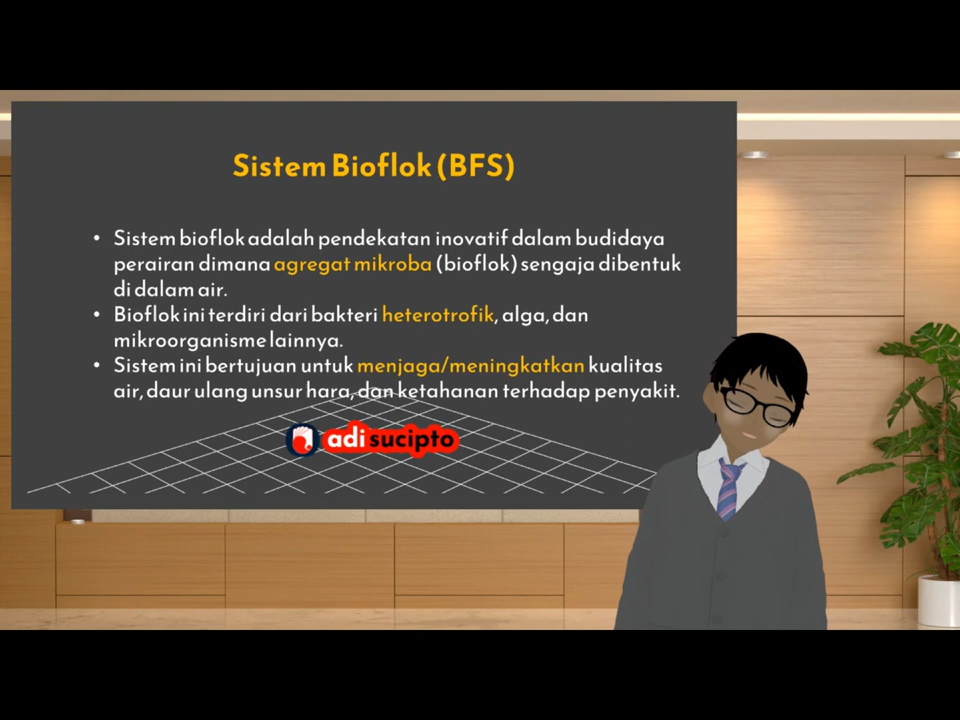 Sistem Bioflok (BFS)
• Sistem bioflok adalah pendekatan inovatif dalam budidaya
perairan dimana agregat mikroba (bioflok) sengaja dibentuk
di dalam air.
• Bioflok ini terdiri dari bakteri heterotrofik, alga, dan
mikroorganisme lainnya.
• Sistem ini bertujuan untuk menjaga/meningkatkan kualitas
air, daur ulang unsur hara, dan ketahanan terhadap penyakit.
adi sucipto